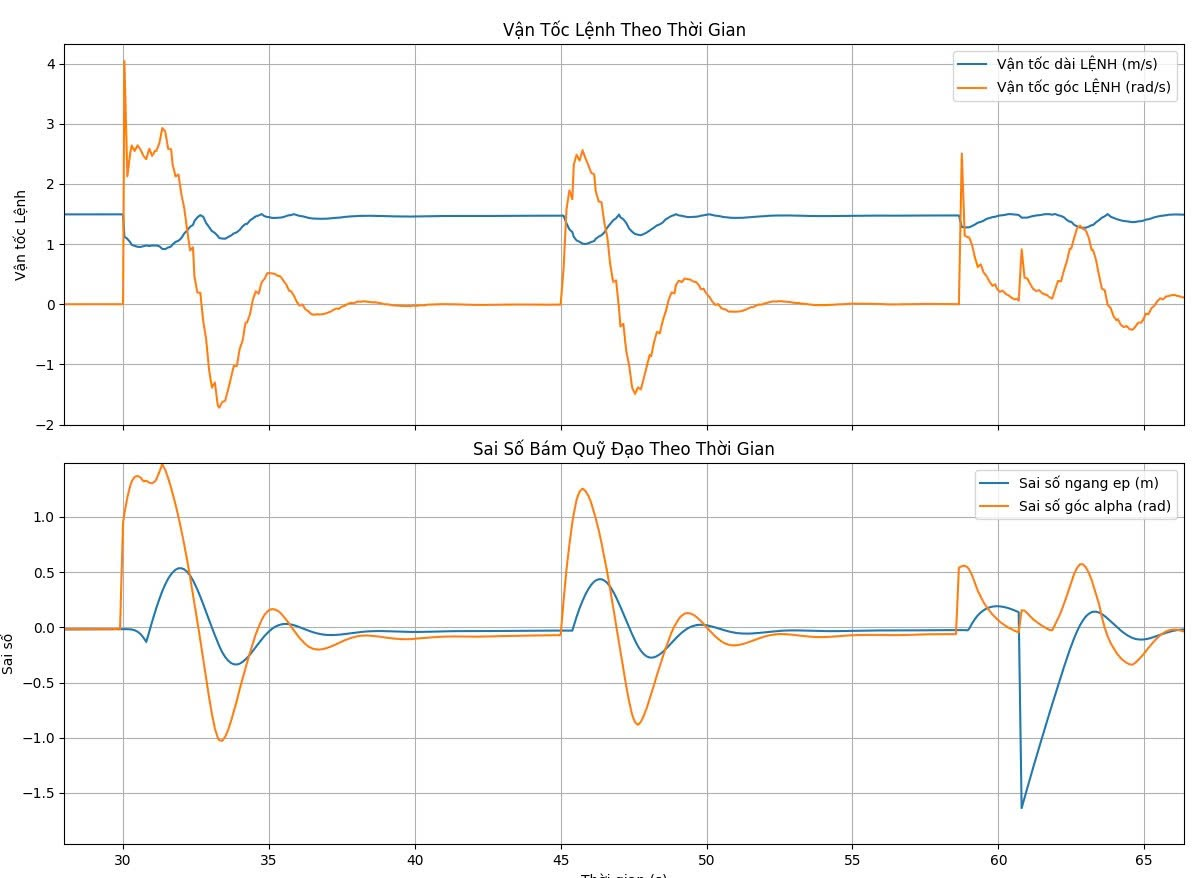 Vận Tốc Lệnh Theo Thời Gian
Vận tốc dài LỆNH (m/s)
Vận tốc góc LỆNH (rad/s)
4
3
2
1
0
−1
−2
Vận tốc Lệnh
Sai Số Bám Quỹ Đạo Theo Thời Gian
Sai số ngang ep (m)
Sai số góc alpha (rad)
1.0
0.5
0.0
−0.5
−1.0
−1.5
Sai số
30
35
40
45
50
55
60
65
Thời gian (s)